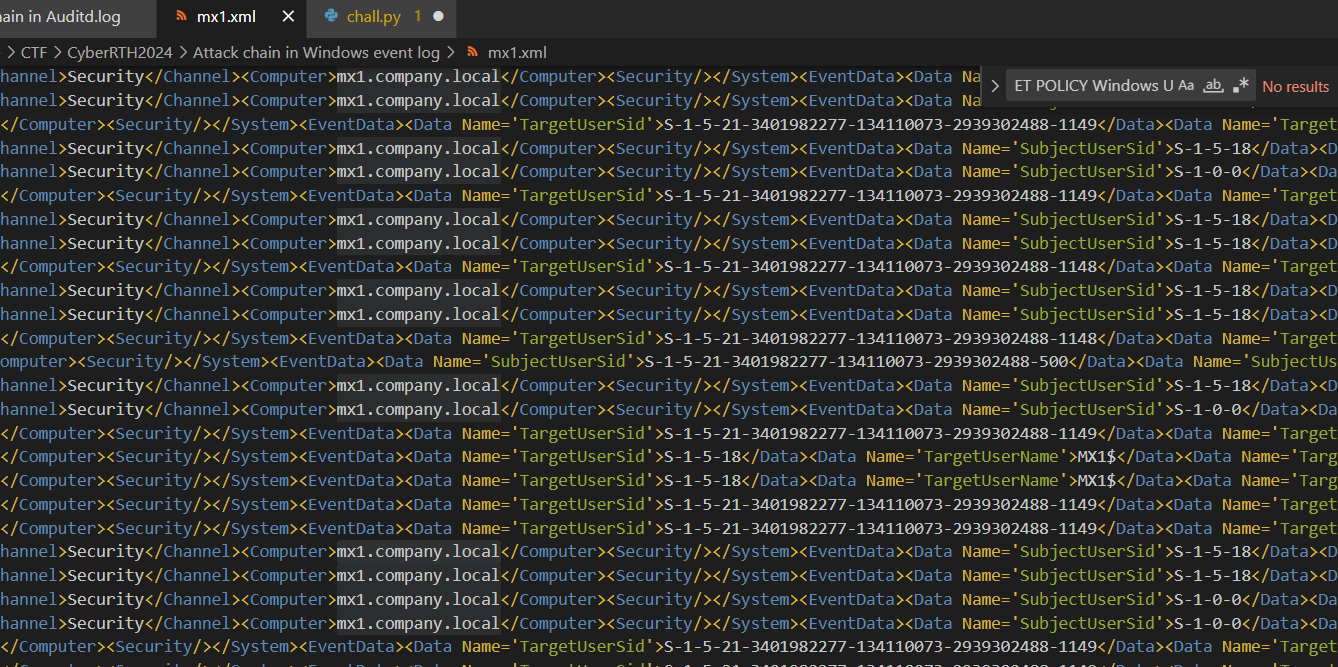 ain in Auditd.log mx1.xml chall.py 1
CTF > CyberRTH2024 > Attack chain in Windows event log > mx1.xml
ET POLICY Windows U Aa ab .* No results
hannel>Security</Channel><Computer>mx1.company.local</Computer><Security/></System><EventData><Data Na
hannel>Security</Channel><Computer>mx1.company.local</Computer><Security/></System><EventData><Data Na
</Computer><Security/></System><EventData><Data Name='TargetUserSid'>S-1-5-21-3401982277-134110073-2939302488-1149</Data><Data Name='Target
hannel>Security</Channel><Computer>mx1.company.local</Computer><Security/></System><EventData><Data Name='SubjectUserSid'>S-1-5-18</Data><D
hannel>Security</Channel><Computer>mx1.company.local</Computer><Security/></System><EventData><Data Name='SubjectUserSid'>S-1-0-0</Data><Da
</Computer><Security/></System><EventData><Data Name='TargetUserSid'>S-1-5-21-3401982277-134110073-2939302488-1149</Data><Data Name='Target
hannel>Security</Channel><Computer>mx1.company.local</Computer><Security/></System><EventData><Data Name='SubjectUserSid'>S-1-5-18</Data><D
hannel>Security</Channel><Computer>mx1.company.local</Computer><Security/></System><EventData><Data Name='SubjectUserSid'>S-1-5-18</Data><D
</Computer><Security/></System><EventData><Data Name='TargetUserSid'>S-1-5-21-3401982277-134110073-2939302488-1148</Data><Data Name='Target
hannel>Security</Channel><Computer>mx1.company.local</Computer><Security/></System><EventData><Data Name='SubjectUserSid'>S-1-5-18</Data><D
hannel>Security</Channel><Computer>mx1.company.local</Computer><Security/></System><EventData><Data Name='SubjectUserSid'>S-1-5-18</Data><D
</Computer><Security/></System><EventData><Data Name='TargetUserSid'>S-1-5-21-3401982277-134110073-2939302488-1148</Data><Data Name='Target
omputer><Security/></System><EventData><Data Name='SubjectUserSid'>S-1-5-21-3401982277-134110073-2939302488-500</Data><Data Name='SubjectUs
hannel>Security</Channel><Computer>mx1.company.local</Computer><Security/></System><EventData><Data Name='SubjectUserSid'>S-1-5-18</Data><D
hannel>Security</Channel><Computer>mx1.company.local</Computer><Security/></System><EventData><Data Name='SubjectUserSid'>S-1-0-0</Data><Da
</Computer><Security/></System><EventData><Data Name='TargetUserSid'>S-1-5-21-3401982277-134110073-2939302488-1149</Data><Data Name='Target
</Computer><Security/></System><EventData><Data Name='TargetUserSid'>S-1-5-18</Data><Data Name='TargetUserName'>MX1$</Data><Data Name='Targ
</Computer><Security/></System><EventData><Data Name='TargetUserSid'>S-1-5-18</Data><Data Name='TargetUserName'>MX1$</Data><Data Name='Targ
</Computer><Security/></System><EventData><Data Name='TargetUserSid'>S-1-5-21-3401982277-134110073-2939302488-1149</Data><Data Name='Target
</Computer><Security/></System><EventData><Data Name='TargetUserSid'>S-1-5-21-3401982277-134110073-2939302488-1149</Data><Data Name='Target
hannel>Security</Channel><Computer>mx1.company.local</Computer><Security/></System><EventData><Data Name='SubjectUserSid'>S-1-5-18</Data><D
hannel>Security</Channel><Computer>mx1.company.local</Computer><Security/></System><EventData><Data Name='SubjectUserSid'>S-1-5-18</Data><D
hannel>Security</Channel><Computer>mx1.company.local</Computer><Security/></System><EventData><Data Name='SubjectUserSid'>S-1-0-0</Data><Da
hannel>Security</Channel><Computer>mx1.company.local</Computer><Security/></System><EventData><Data Name='SubjectUserSid'>S-1-0-0</Data><Da
</Computer><Security/></System><EventData><Data Name='TargetUserSid'>S-1-5-21-3401982277-134110073-2939302488-1149</Data><Data Name='Target